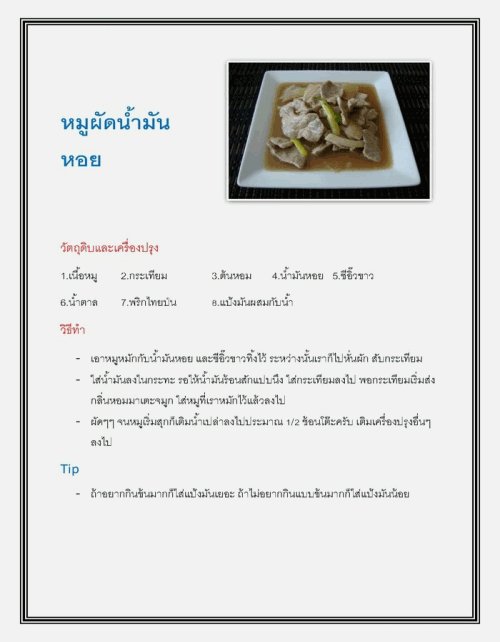 หมูผัดน้ำมัน
หอย
วัตถุดิบและเครื่องปรุง
1.เนื้อหมู 2.กระเทียม 3.ต้นหอม 4.น้ำมันหอย 5.ซีอิ๊วขาว
6.น้ำตาล 7.พริกไทยป่น 8.แป้งมันผสมกับน้ำ
วิธีทำ
- เอาหมูหมักกับน้ำมันหอย และซีอิ๊วขาวทิ้งไว้ ระหว่างนั้นเราก็ไปหั่นผัก สับกระเทียม
- ใส่น้ำมันลงในกระทะ รอให้น้ำมันร้อนสักแปบนึง ใส่กระเทียมลงไป พอกระเทียมเริ่มส่ง
กลิ่นหอมมาเตะจมูก ใส่หมูที่เราหมักไว้แล้วลงไป
- ผัดๆๆ จนหมูเริ่มสุกก็เติมน้ำเปล่าลงไปประมาณ 1/2 ช้อนโต๊ะครับ เติมเครื่องปรุงอื่นๆ
ลงไป
Tip
- ถ้าอยากกินข้นมากก็ใส่แป้งมันเยอะ ถ้าไม่อยากกินแบบข้นมากก็ใส่แป้งมันน้อย